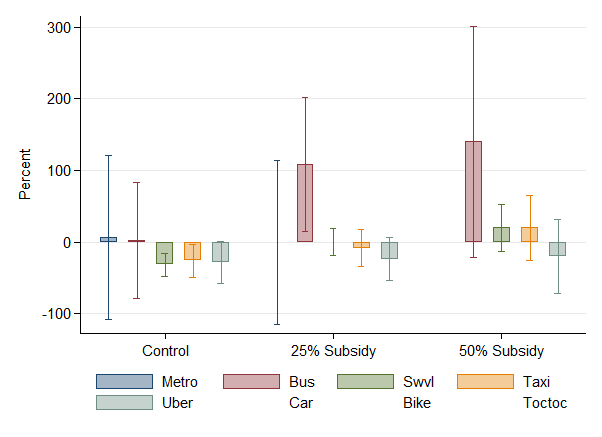 300
200
100
0
-100
Percent
Control 25% Subsidy 50% Subsidy
Metro Bus Swvl Taxi
Uber Car Bike Toctoc